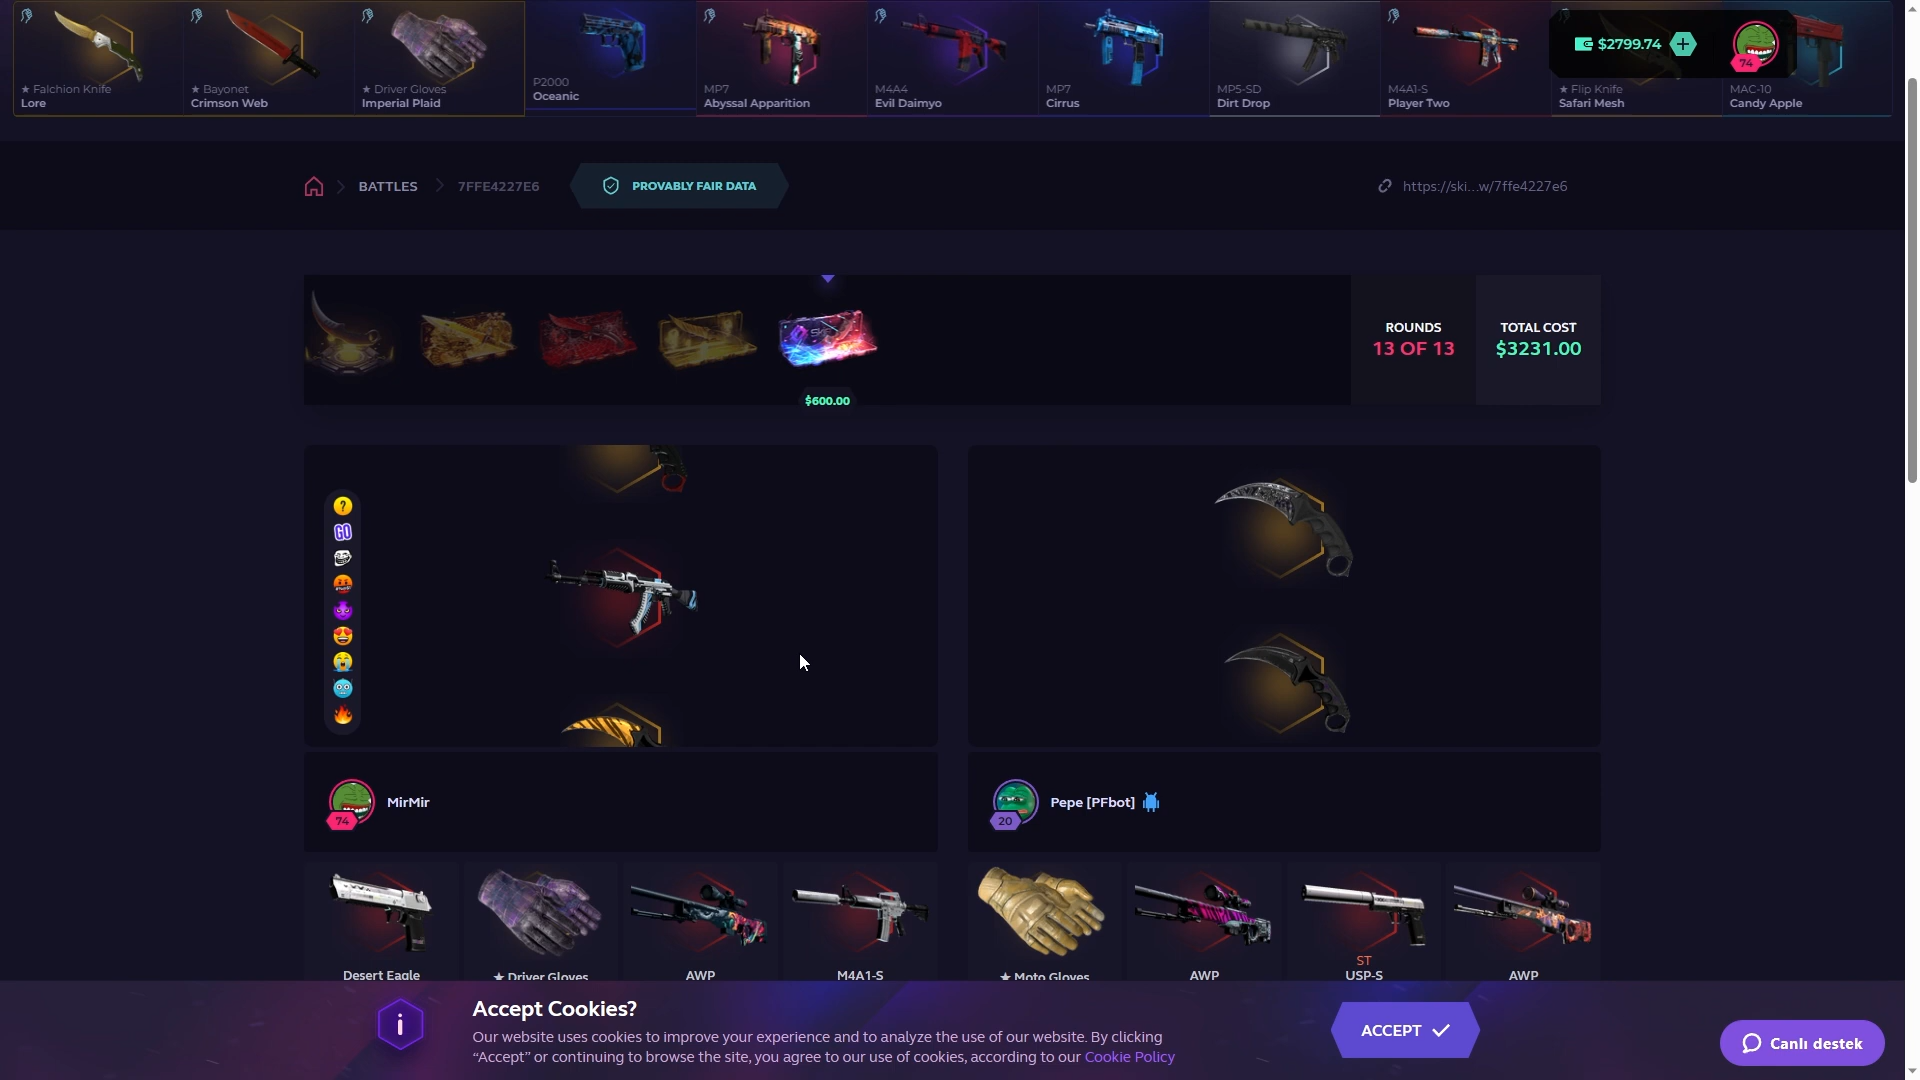 ★ Falchion Knife
Lore
★ Bayonet
Crimson Web
★ Driver Gloves
Imperial Plaid
P2000
Oceanic
MP7
Abyssal Apparition
M4A4
Evil Daimyo
MP7
Cirrus
MP5-SD
Dirt Drop
M4A1-S
Player Two
★ Flip Knife
Safari Mesh
MAC-10
Candy Apple
$2799.74
74
BATTLES
7FFE4227E6
PROVABLY FAIR DATA
https://ski...w/7ffe4227e6
$600.00
ROUNDS
13 OF 13
TOTAL COST
$3231.00
?
GO
MirMir
74
Pepe [PFbot]
20
Desert Eagle
★ Driver Gloves
AWP
M4A1-S
★ Moto Gloves
AWP
ST
USP-S
AWP
Accept Cookies?
Our website uses cookies to improve your experience and to analyze the use of our website. By clicking
“Accept” or continuing to browse the site, you agree to our use of cookies, according to our Cookie Policy
ACCEPT
Canlı destek